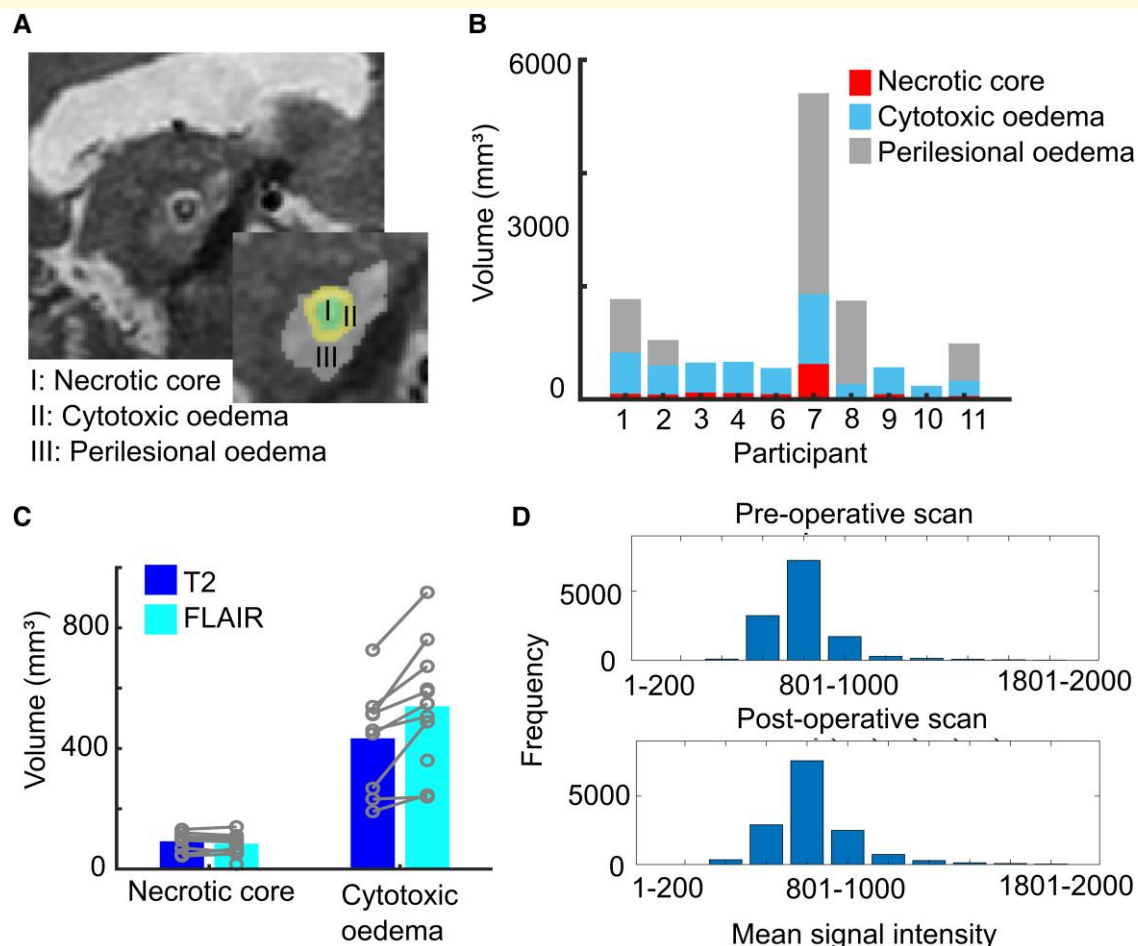 A
I
II
III
I: Necrotic core
II: Cytotoxic oedema
III: Perilesional oedema
B
6000
3000
0
Volume (mm³)
Necrotic core
Cytotoxic oedema
Perilesional oedema
1 2 3 4 6 7 8 9 10 11
Participant
C
T2
FLAIR
800
400
0
Volume (mm³)
Necrotic core
Cytotoxic
oedema
D
Pre-operative scan
5000
0
1-200 801-1000 1801-2000
Frequency
Post-operative scan
5000
0
1-200 801-1000 1801-2000
Mean signal intensity